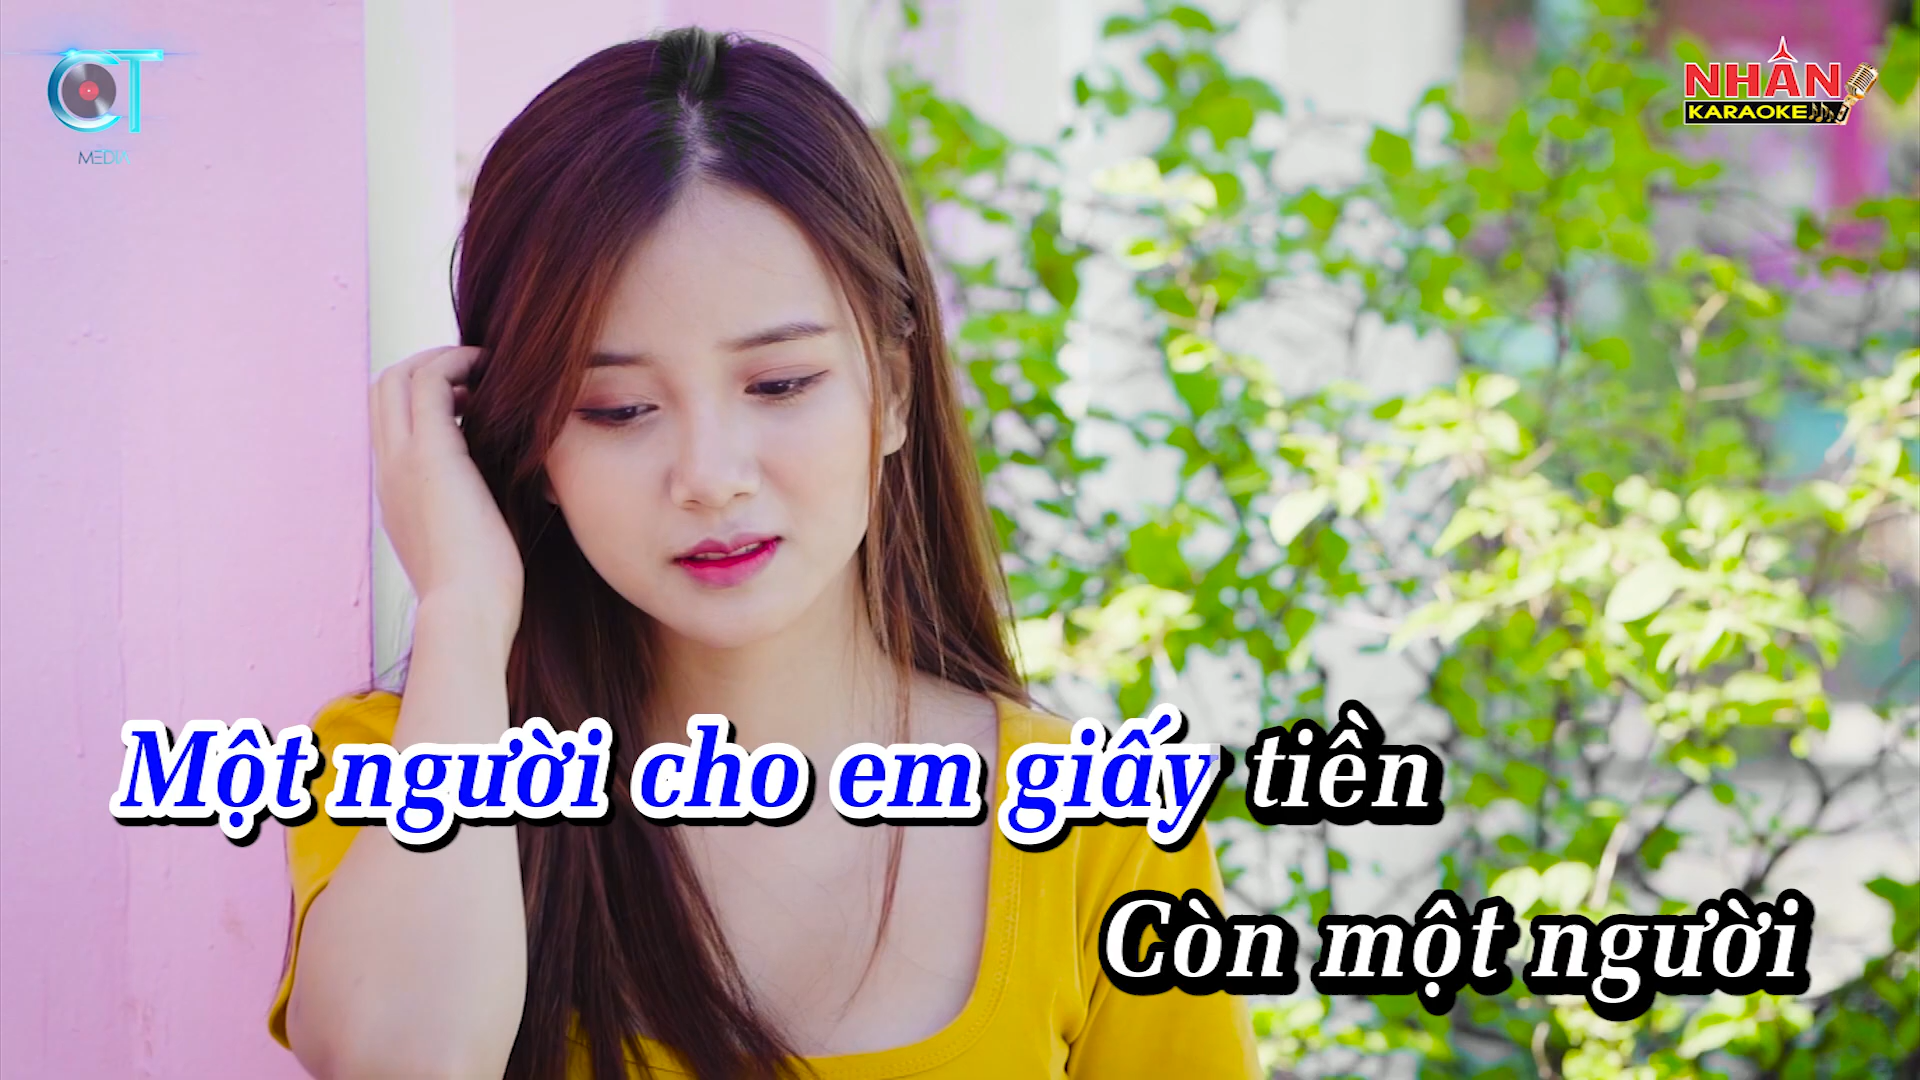 CT
MEDIA
NHÂN
KARAOKE
Một người cho em giấy tiền
Còn một người